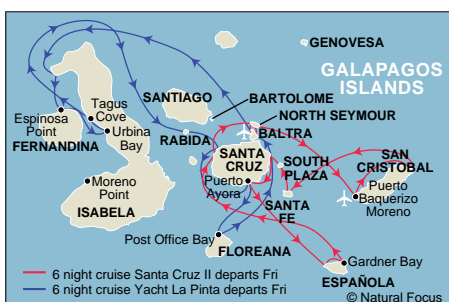 GENOVESA
GALAPAGOS
ISLANDS
Tagus
Cove
SANTIAGO
BARTOLOME
Espinosa
Point
NORTH SEYMOUR
FERNANDINA
Urbina
Bay
RABIDA
BALTRA
SANTA
CRUZ
SOUTH
PLAZA
SAN
CRISTOBAL
Moreno
Point
Puerto
Ayora
Puerto
Baquerizo
Moreno
ISABELA
SANTA
FE
Post Office Bay
FLOREANA
Gardner Bay
6 night cruise Santa Cruz II departs Fri
ESPAÑOLA
6 night cruise Yacht La Pinta departs Fri
© Natural Focus